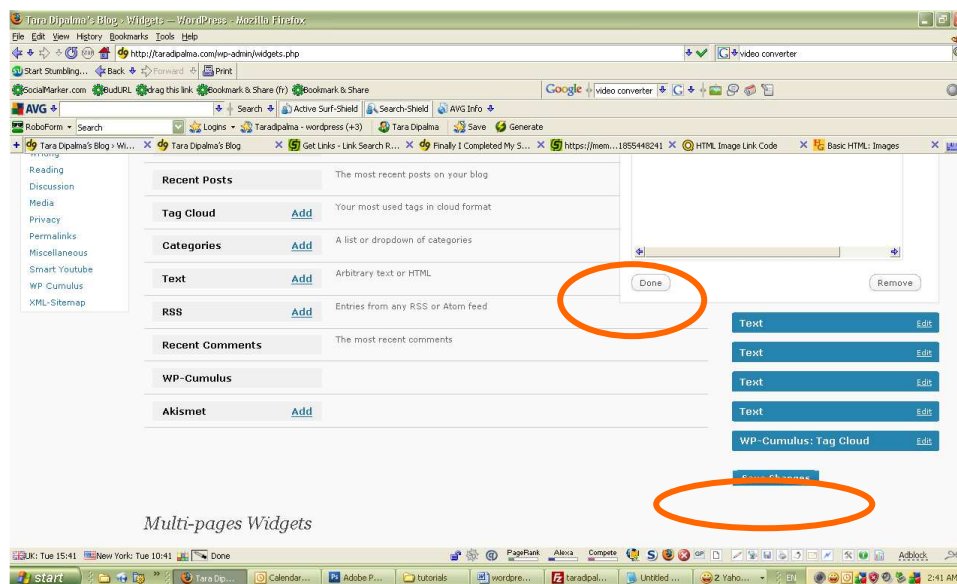 Tara Dipalma's Blog › Widgets — WordPress - Mozilla Firefox
File Edit View History Bookmarks Tools Help
http://taradipalma.com/wp-admin/widgets.php
video converter
Start Stumbling... Back Forward Print
SocialMarker.com BudURL drag this link Bookmark & Share (fr) Bookmark & Share
Google video converter
AVG Search Active Surf-Shield Search-Shield AVG Info
RoboForm Search Logins Taradipalma - wordpress (+3) Tara Dipalma Save Generate
Tara Dipalma's Blog › Wi... Tara Dipalma's Blog Get Links - Link Search R... Finally I Completed My S... https://mem...1855448241 HTML Image Link Code Basic HTML: Images
Writing
Reading
Discussion
Media
Privacy
Permalinks
Miscellaneous
Smart Youtube
WP Cumulus
XML-Sitemap
Recent Posts The most recent posts on your blog
Tag Cloud Add Your most used tags in cloud format
Categories Add A list or dropdown of categories
Text Add Arbitrary text or HTML
RSS Add Entries from any RSS or Atom feed
Recent Comments The most recent comments
WP-Cumulus
Akismet Add
Done Remove
Text Edit
Text Edit
Text Edit
Text Edit
WP-Cumulus: Tag Cloud Edit
Save Changes
Multi-pages Widgets
UK: Tue 15:41 New York: Tue 10:41 Done PageRank Alexa Compete Adblock
start Tara Dip... Calendar... Adobe P... tutorials wordpre... taradipal... Untitled ... 2 Yaho... EN 2:41 AM